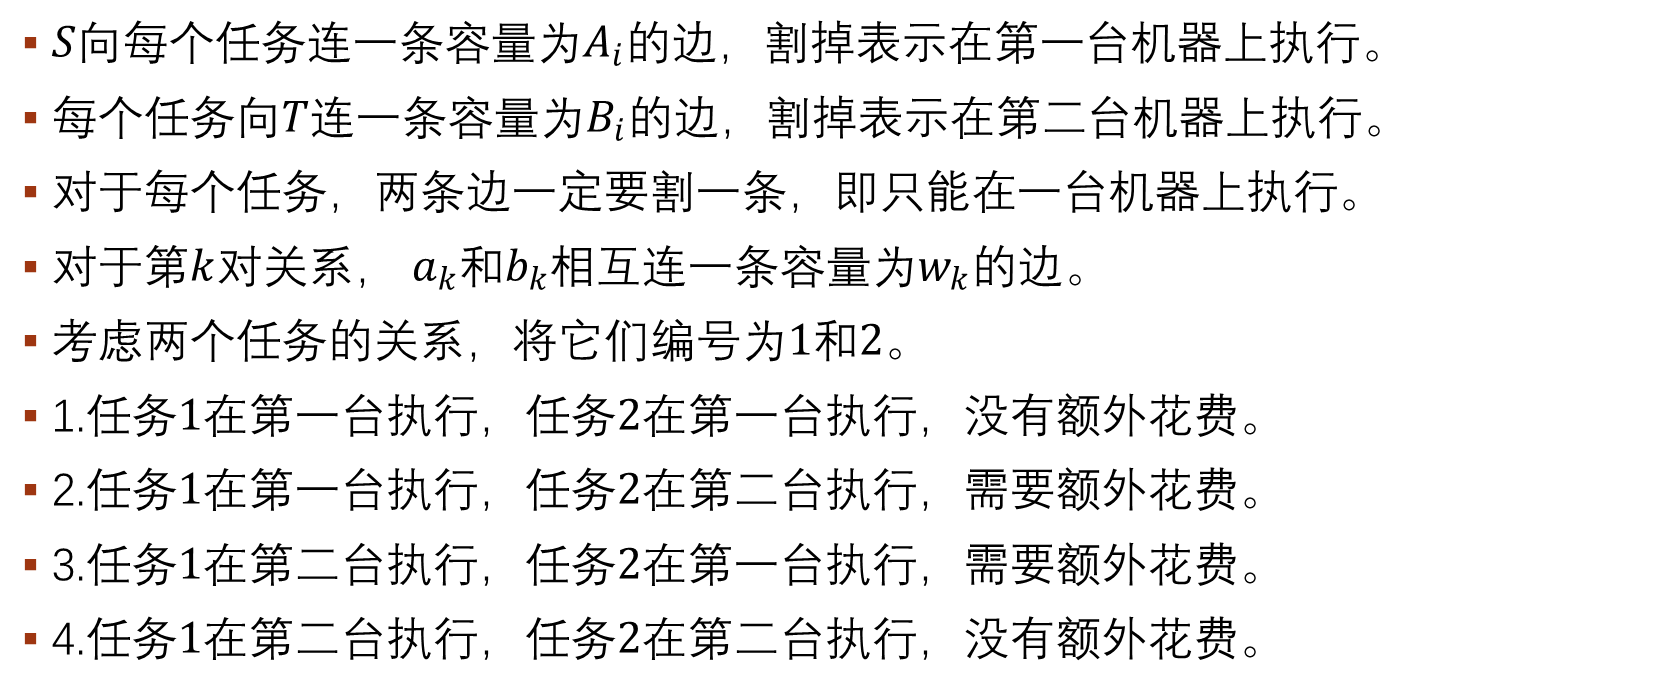 ▪ S向每个任务连一条容量为Aᵢ的边，割掉表示在第一台机器上执行。
▪ 每个任务向T连一条容量为Bᵢ的边，割掉表示在第二台机器上执行。
▪ 对于每个任务，两条边一定要割一条，即只能在一台机器上执行。
▪ 对于第k对关系， aₖ和bₖ相互连一条容量为wₖ的边。
▪ 考虑两个任务的关系，将它们编号为1和2。
▪ 1.任务1在第一台执行，任务2在第一台执行，没有额外花费。
▪ 2.任务1在第一台执行，任务2在第二台执行，需要额外花费。
▪ 3.任务1在第二台执行，任务2在第一台执行，需要额外花费。
▪ 4.任务1在第二台执行，任务2在第二台执行，没有额外花费。